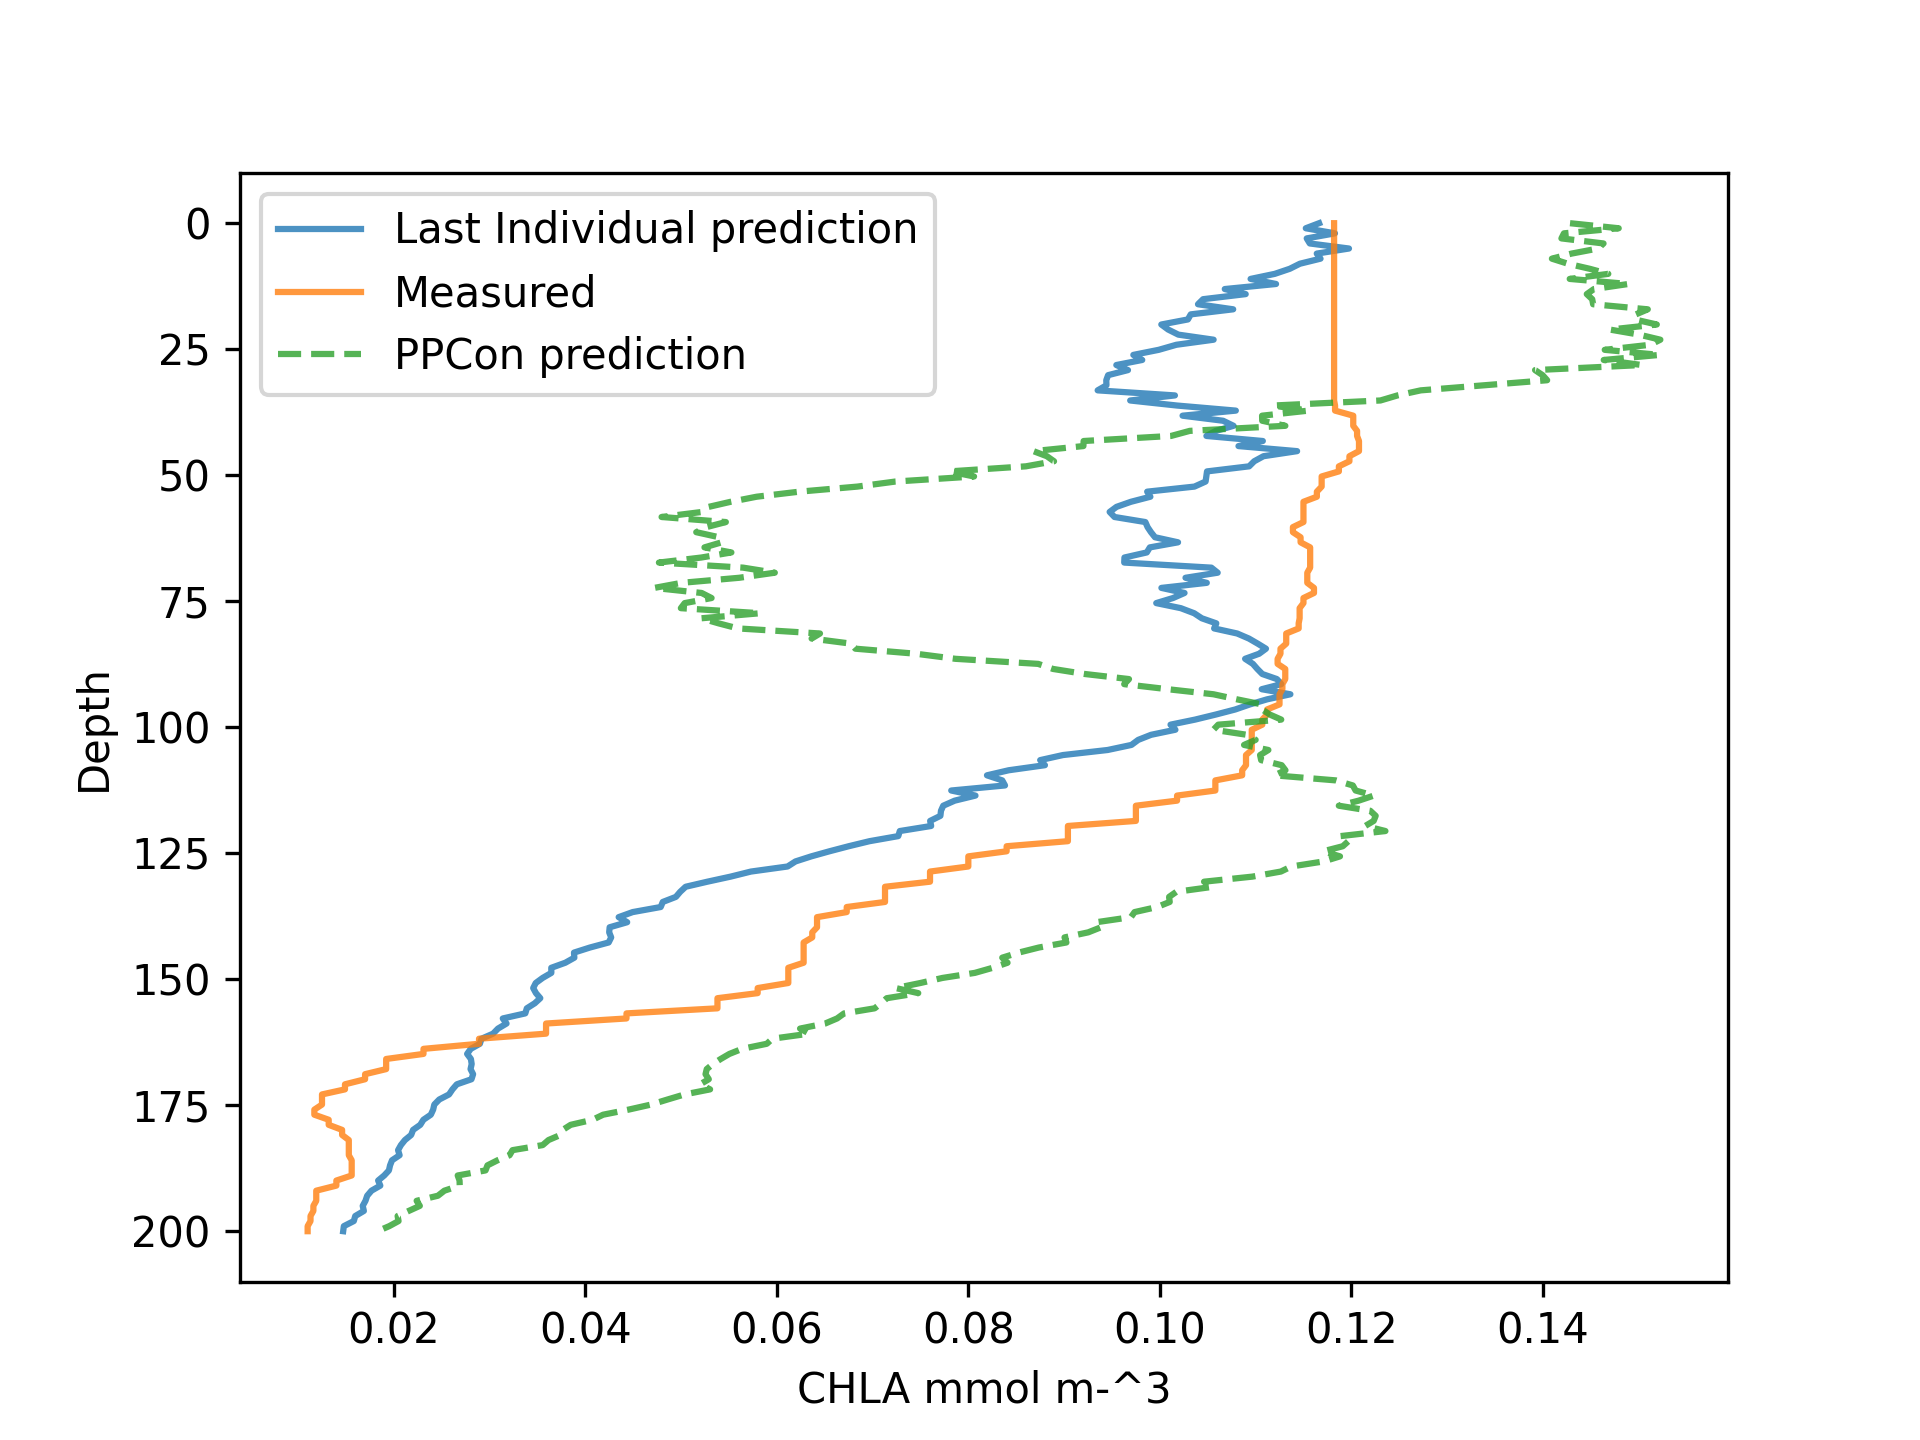 Last Individual prediction
Measured
PPCon prediction
0
25
50
75
100
125
150
175
200
Depth
0.02 0.04 0.06 0.08 0.10 0.12 0.14
CHLA mmol m-^3